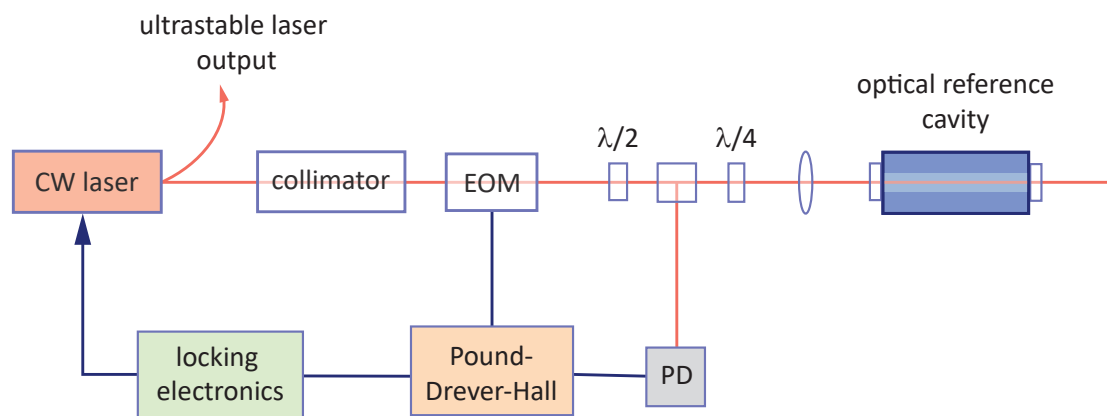 ultrastable laser
output
optical reference
cavity
λ/2
λ/4
CW laser
collimator
EOM
locking
electronics
Pound-
Drever-Hall
PD